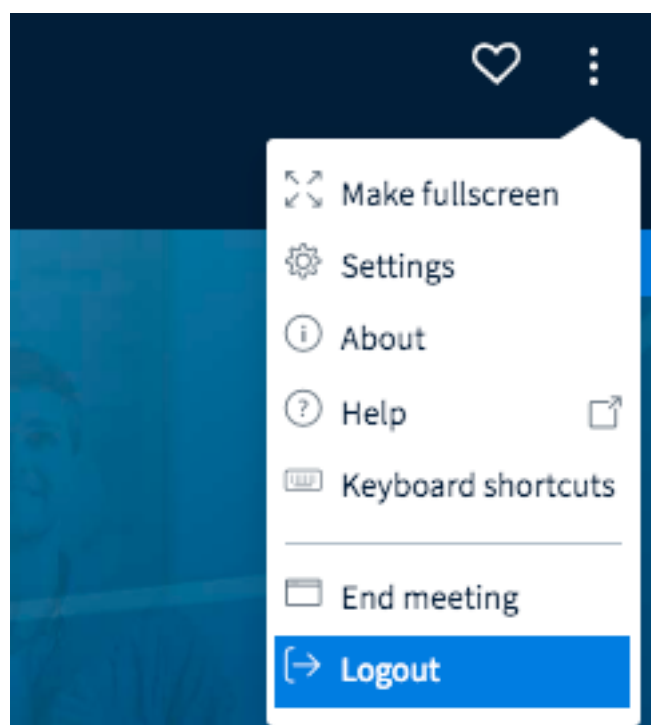 Make fullscreen
Settings
About
Help
Keyboard shortcuts
End meeting
Logout